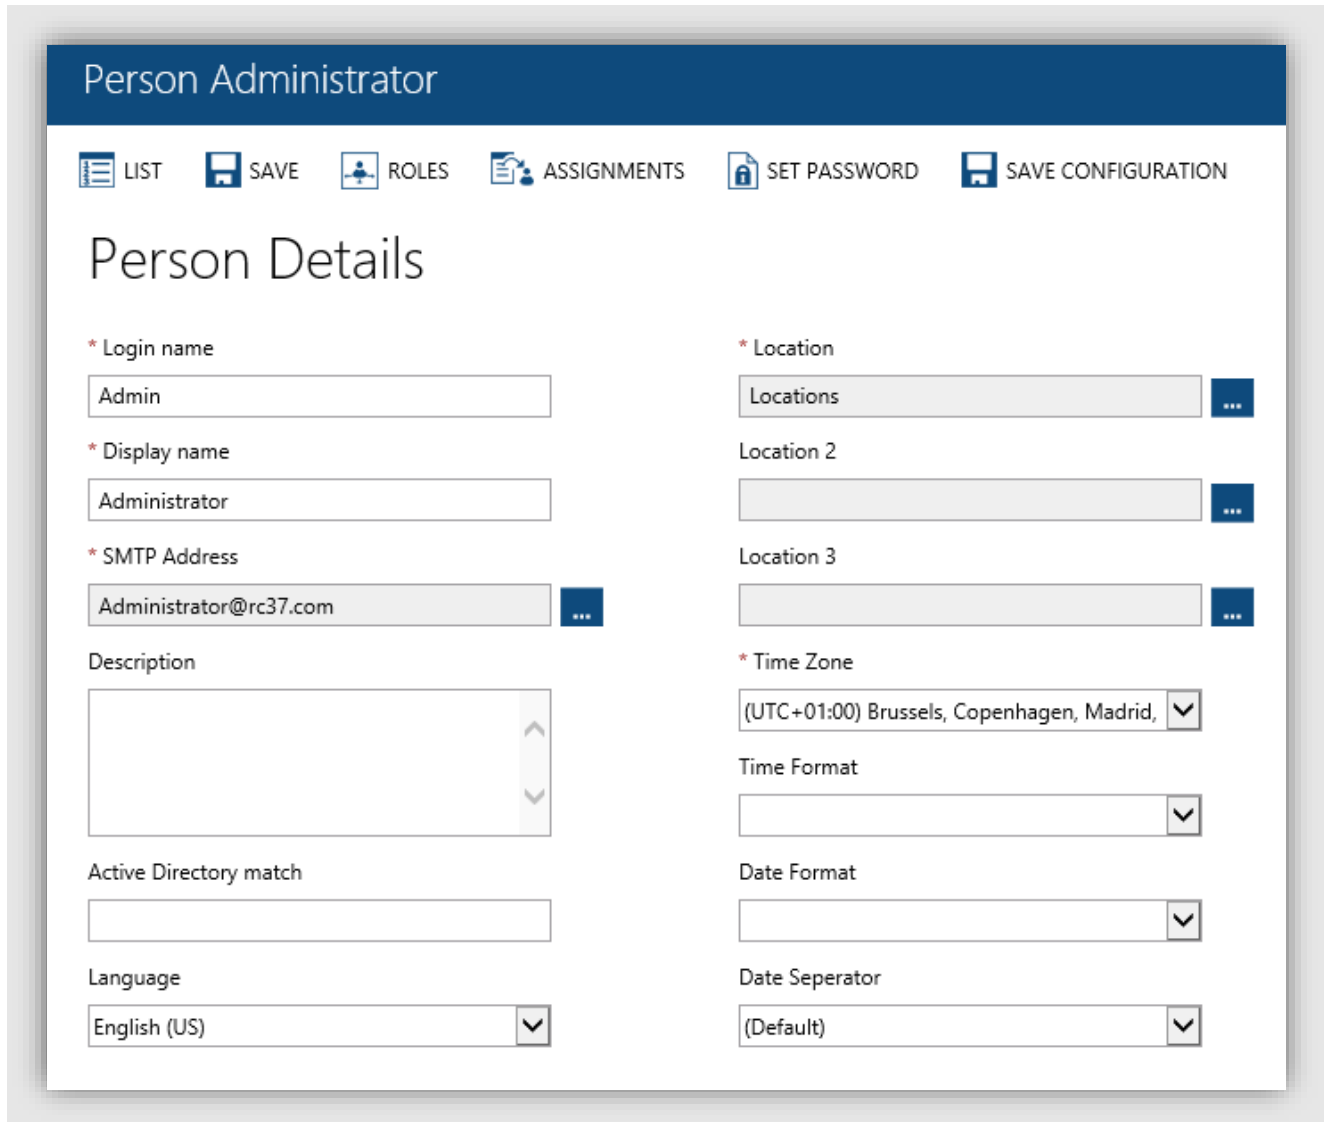 Person Administrator
LIST SAVE ROLES ASSIGNMENTS SET PASSWORD SAVE CONFIGURATION
Person Details
* Login name
Admin
* Display name
Administrator
* SMTP Address
Administrator@rc37.com ...
Description
Active Directory match
Language
English (US)
* Location
Locations ...
Location 2
...
Location 3
...
* Time Zone
(UTC+01:00) Brussels, Copenhagen, Madrid,
Time Format
Date Format
Date Seperator
(Default)